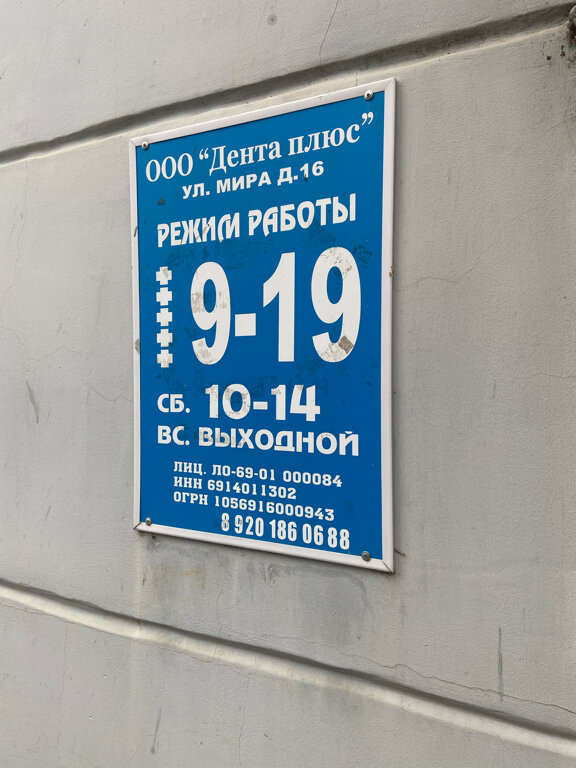 ООО “Дента плюс”
УЛ. МИРА Д.16
РЕЖИМ РАБОТЫ
9-19
СБ. 10-14
ВС. ВЫХОДНОЙ
ЛИЦ. ЛО-69-01 000084
ИНН 6914011302
ОГРН 1056916000943
8 920 186 06 88